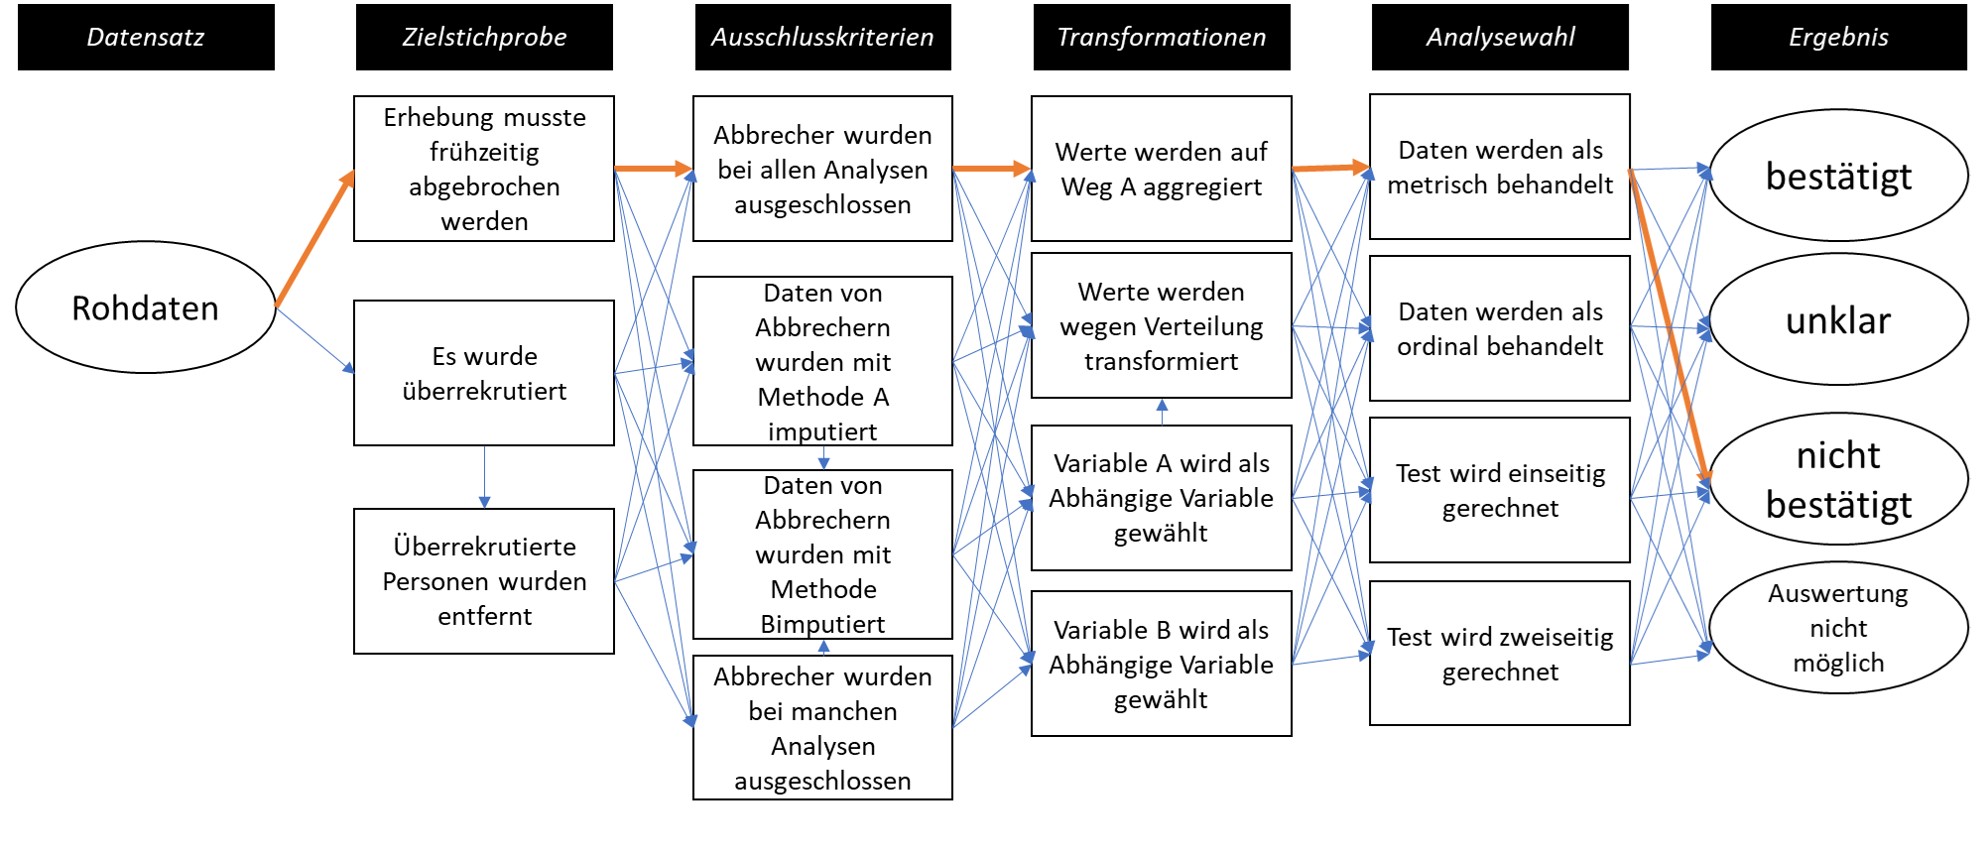 Datensatz
Zielstichprobe
Ausschlusskriterien
Transformationen
Analysewahl
Ergebnis
Rohdaten
Erhebung musste
frühzeitig
abgebrochen
werden
Es wurde
überrekrutiert
Überrekrutierte
Personen wurden
entfernt
Abbrecher wurden
bei allen Analysen
ausgeschlossen
Daten von
Abbrechern
wurden mit
Methode A
imputiert
Daten von
Abbrechern
wurden mit
Methode
Bimputiert
Abbrecher wurden
bei manchen
Analysen
ausgeschlossen
Werte werden auf
Weg A aggregiert
Werte werden
wegen Verteilung
transformiert
Variable A wird als
Abhängige Variable
gewählt
Variable B wird als
Abhängige Variable
gewählt
Daten werden als
metrisch behandelt
Daten werden als
ordinal behandelt
Test wird einseitig
gerechnet
Test wird zweiseitig
gerechnet
bestätigt
unklar
nicht
bestätigt
Auswertung
nicht
möglich